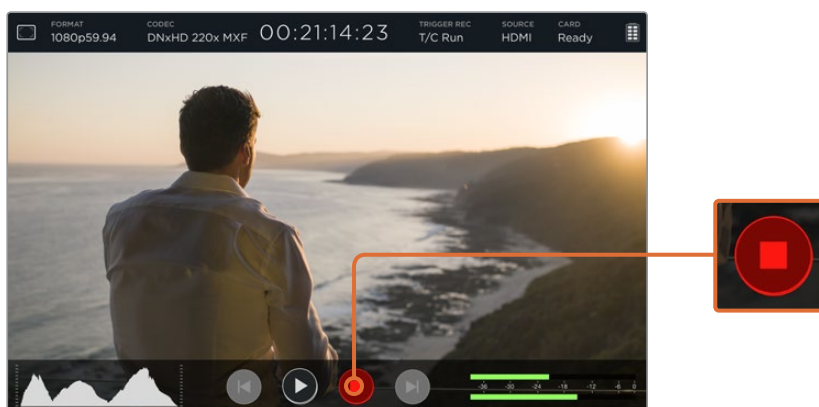 FORMAT
1080p59.94
CODEC
DNxHD 220x MXF
00:21:14:23
TRIGGER REC
T/C Run
SOURCE
HDMI
CARD
Ready
-36 -30 -24 -18 -12 -6 0